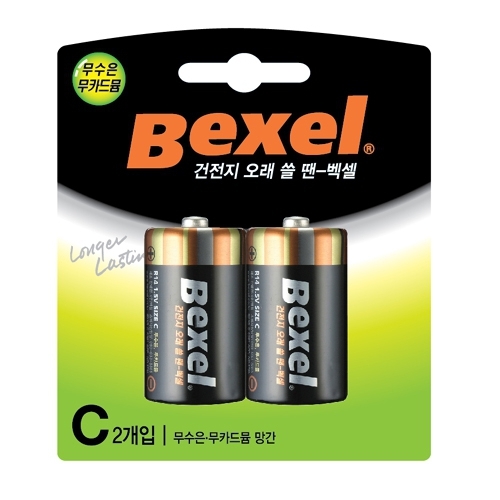 무수은
무카드뮴
Bexel®
건전지 오래 쓸 땐-벡셀
Longer
Lasting
R14 1.5V SIZE C
Bexel®
건전지 오래 쓸 땐-벡셀
R14 1.5V SIZE C
Bexel®
건전지 오래 쓸 땐-벡셀
C 2개입 무수은·무카드뮴 망간